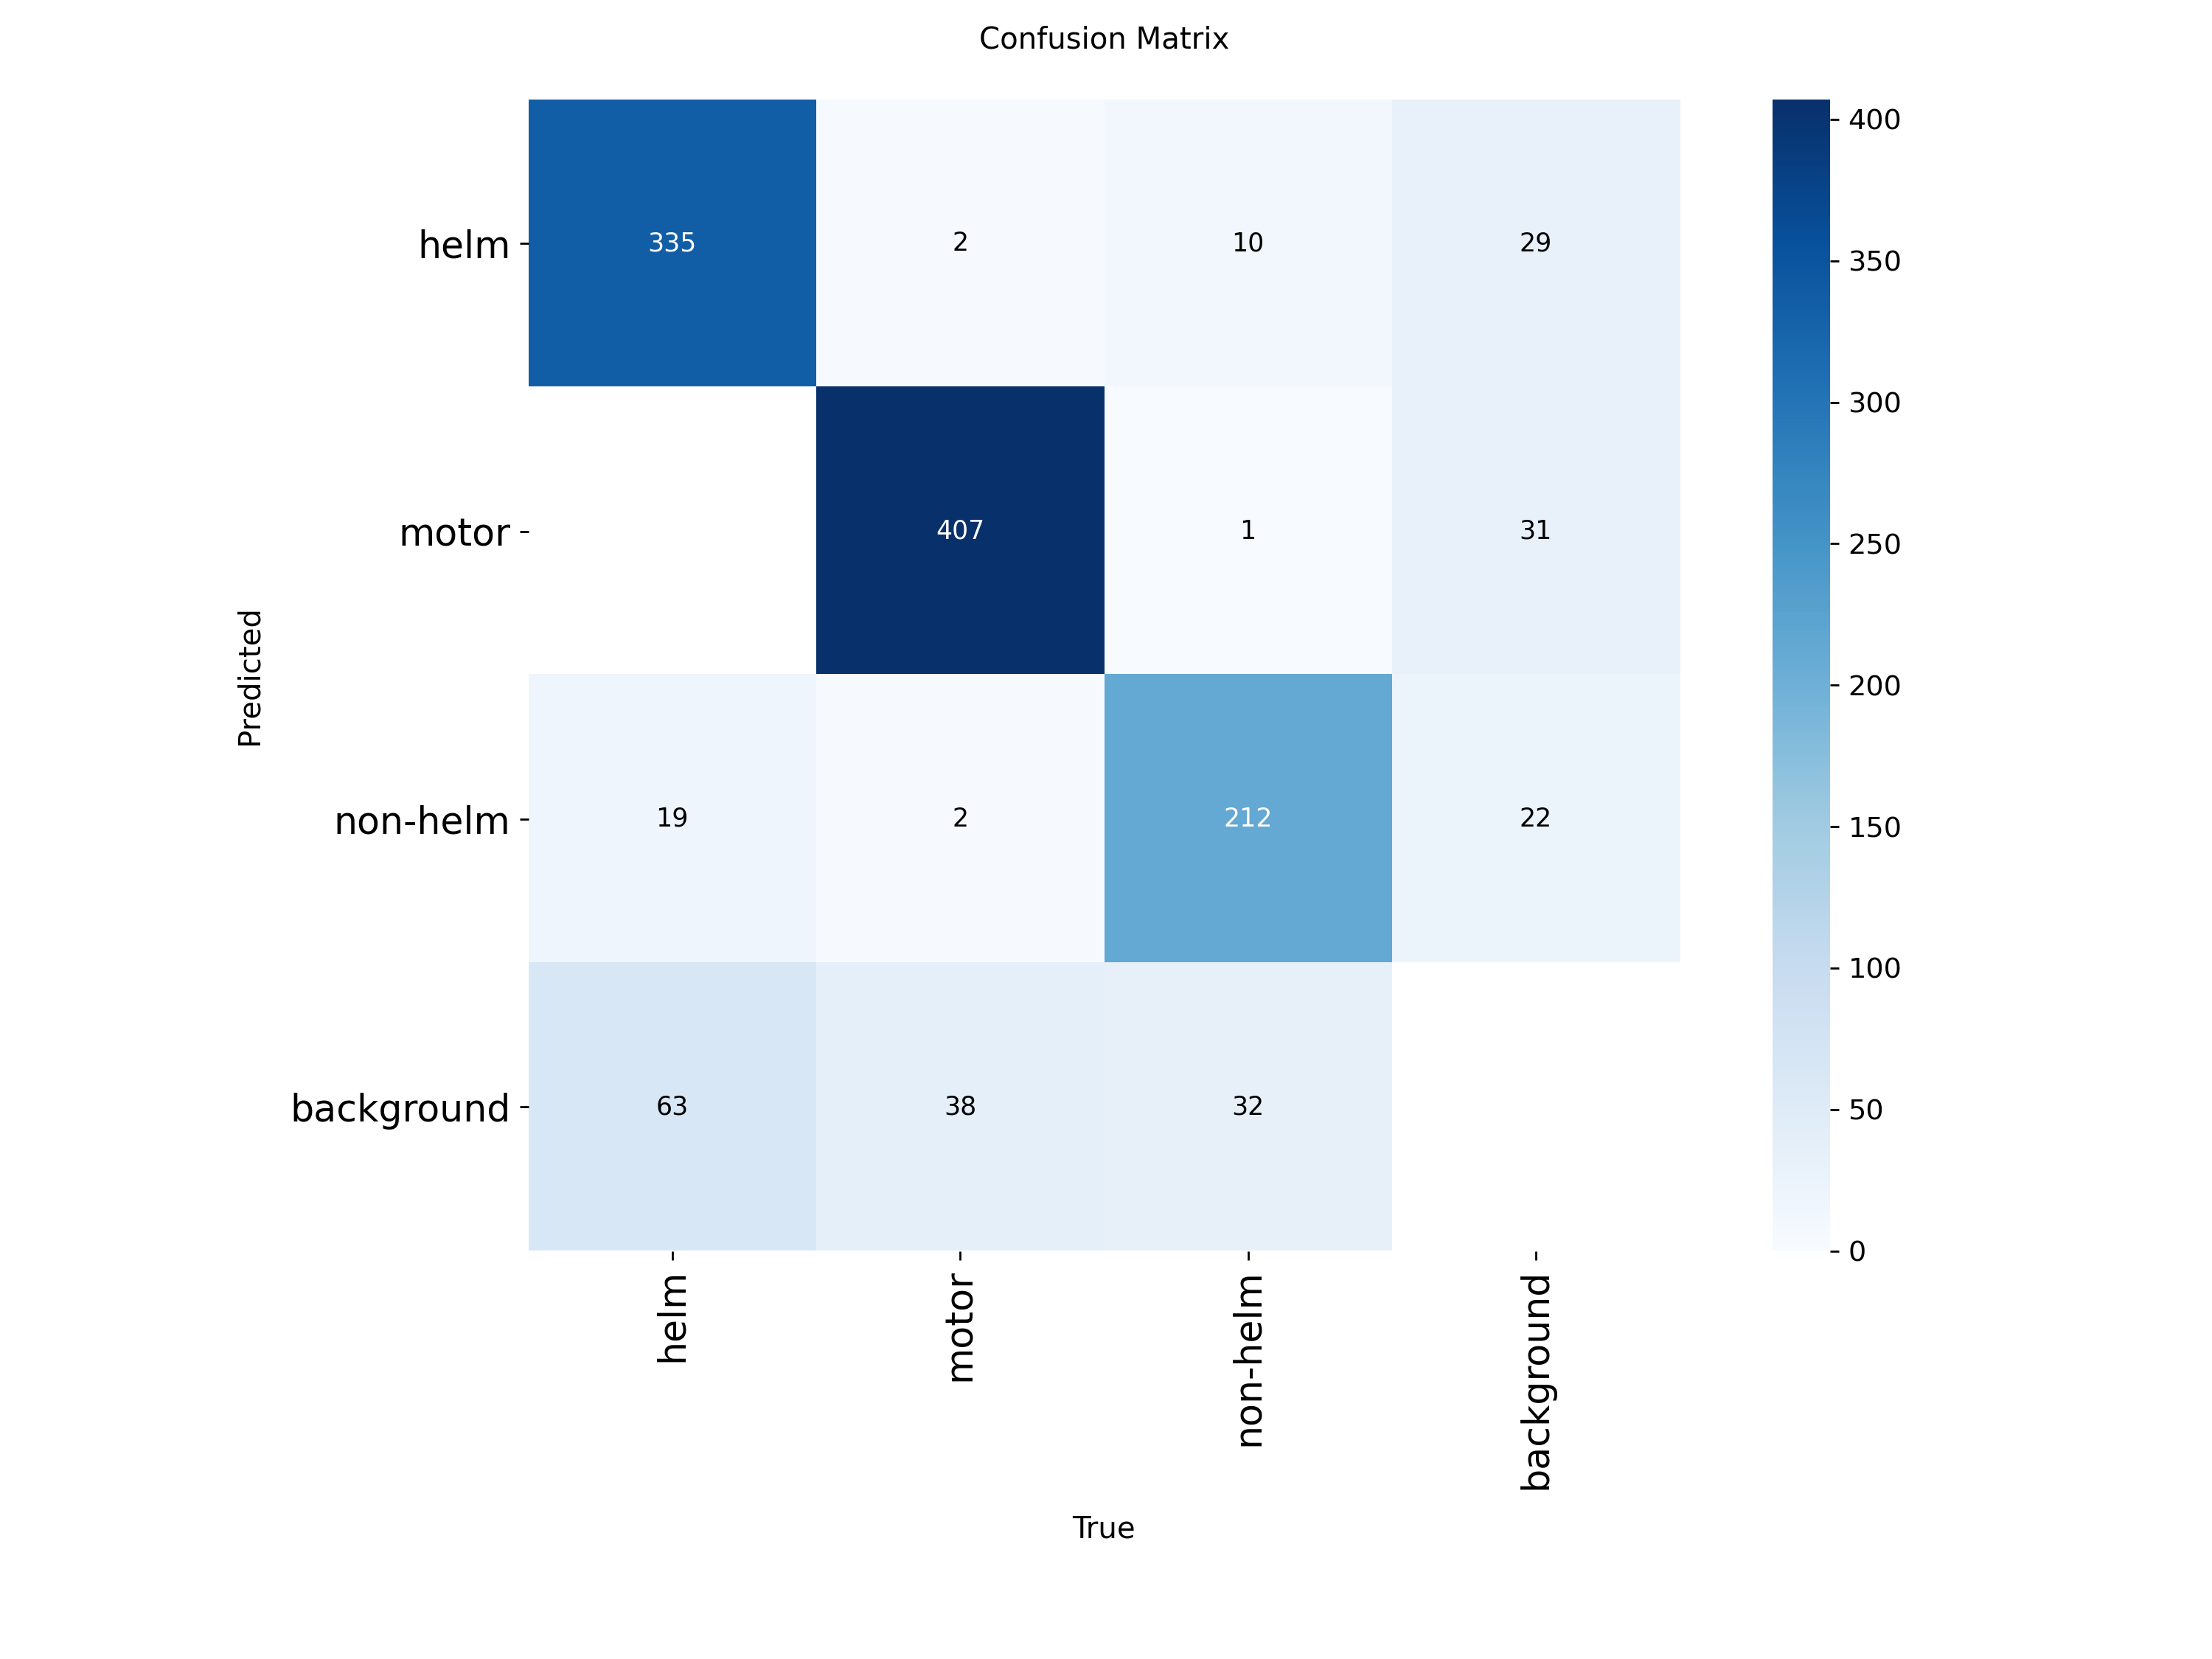 Confusion Matrix
helm 335 2 10 29
motor 407 1 31
non-helm 19 2 212 22
background 63 38 32
helm motor non-helm background
True
Predicted
400
350
300
250
200
150
100
50
0